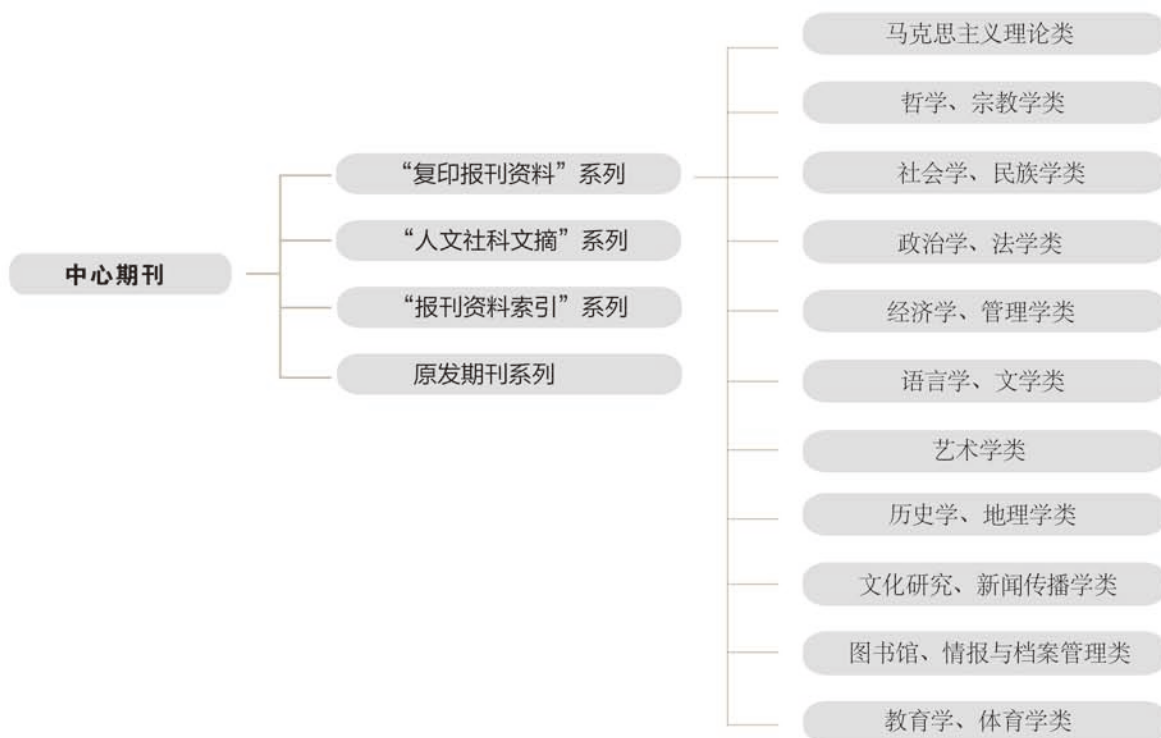 中心期刊
“复印报刊资料”系列
“人文社科文摘”系列
“报刊资料索引”系列
原发期刊系列
马克思主义理论类
哲学、宗教学类
社会学、民族学类
政治学、法学类
经济学、管理学类
语言学、文学类
艺术学类
历史学、地理学类
文化研究、新闻传播学类
图书馆、情报与档案管理类
教育学、体育学类